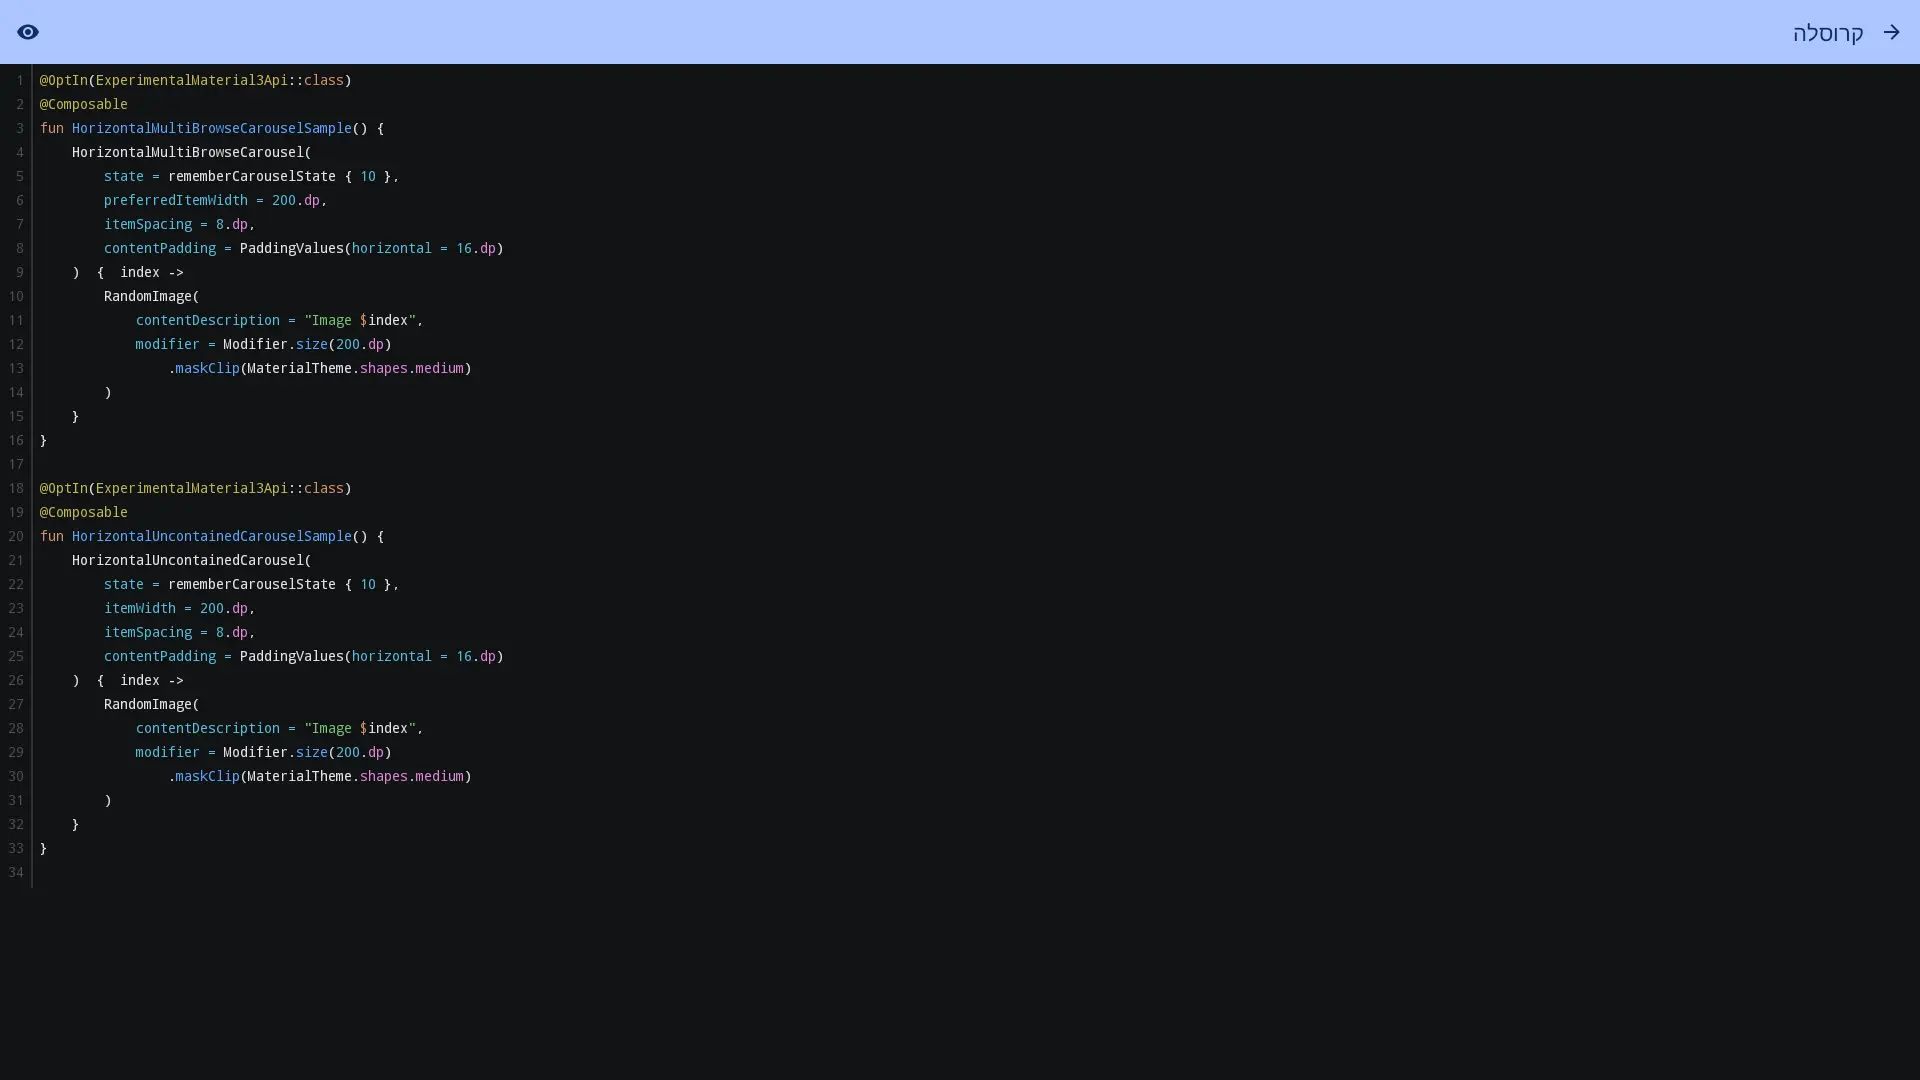 קרוסלה
1 @OptIn(ExperimentalMaterial3Api::class)
2 @Composable
3 fun HorizontalMultiBrowseCarouselSample() {
4     HorizontalMultiBrowseCarousel(
5         state = rememberCarouselState { 10 },
6         preferredItemWidth = 200.dp,
7         itemSpacing = 8.dp,
8         contentPadding = PaddingValues(horizontal = 16.dp)
9     )  {  index ->
10         RandomImage(
11             contentDescription = "Image $index",
12             modifier = Modifier.size(200.dp)
13                 .maskClip(MaterialTheme.shapes.medium)
14         )
15     }
16 }
17
18 @OptIn(ExperimentalMaterial3Api::class)
19 @Composable
20 fun HorizontalUncontainedCarouselSample() {
21     HorizontalUncontainedCarousel(
22         state = rememberCarouselState { 10 },
23         itemWidth = 200.dp,
24         itemSpacing = 8.dp,
25         contentPadding = PaddingValues(horizontal = 16.dp)
26     )  {  index ->
27         RandomImage(
28             contentDescription = "Image $index",
29             modifier = Modifier.size(200.dp)
30                 .maskClip(MaterialTheme.shapes.medium)
31         )
32     }
33 }
34